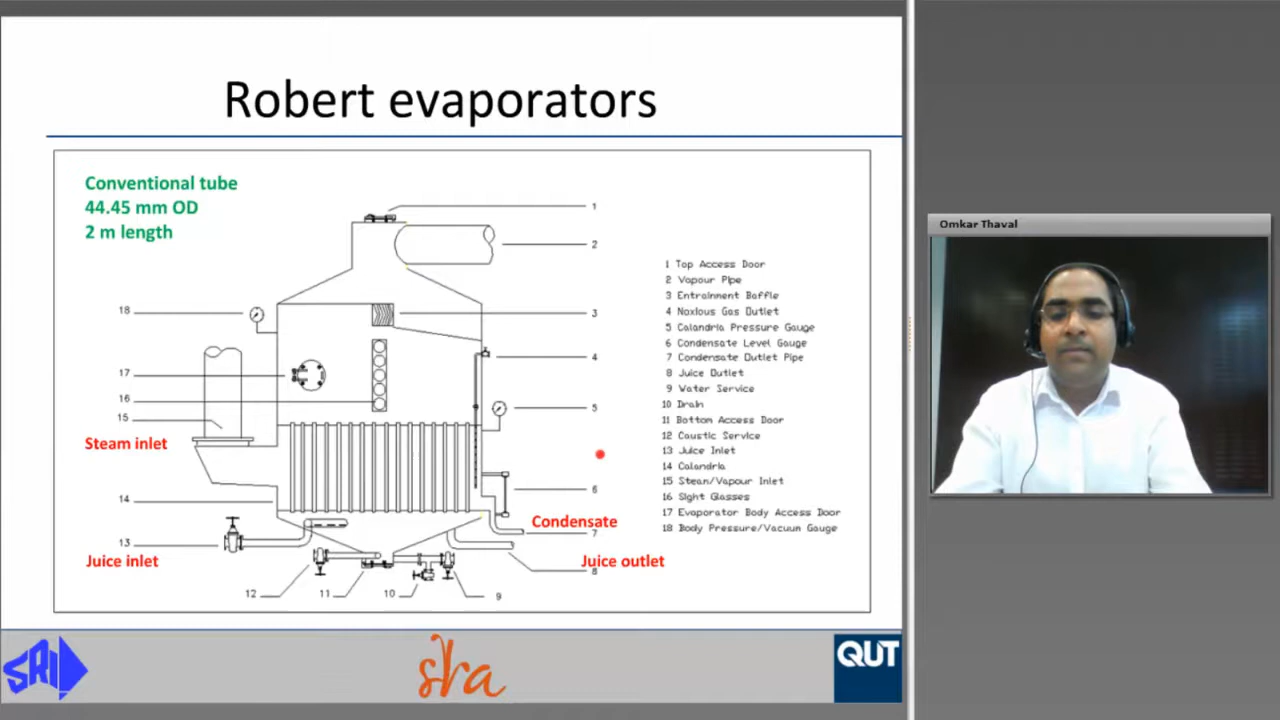 Robert evaporators
Conventional tube
44.45 mm OD
2 m length
1
2
3
4
5
6
7
8
18
17
16
15
14
13
12
11
10
9
Steam inlet
Juice inlet
Condensate
Juice outlet
1 Top Access Door
2 Vapour Pipe
3 Entrainment Baffle
4 Noxious Gas Outlet
5 Calandria Pressure Gauge
6 Condensate Level Gauge
7 Condensate Outlet Pipe
8 Juice Outlet
9 Water Service
10 Drain
11 Bottom Access Door
12 Caustic Service
13 Juice Inlet
14 Calandria
15 Steam/Vapour Inlet
16 Sight Glasses
17 Evaporator Body Access Door
18 Body Pressure/Vacuum Gauge
SRI
sra
QUT
Omkar Thaval